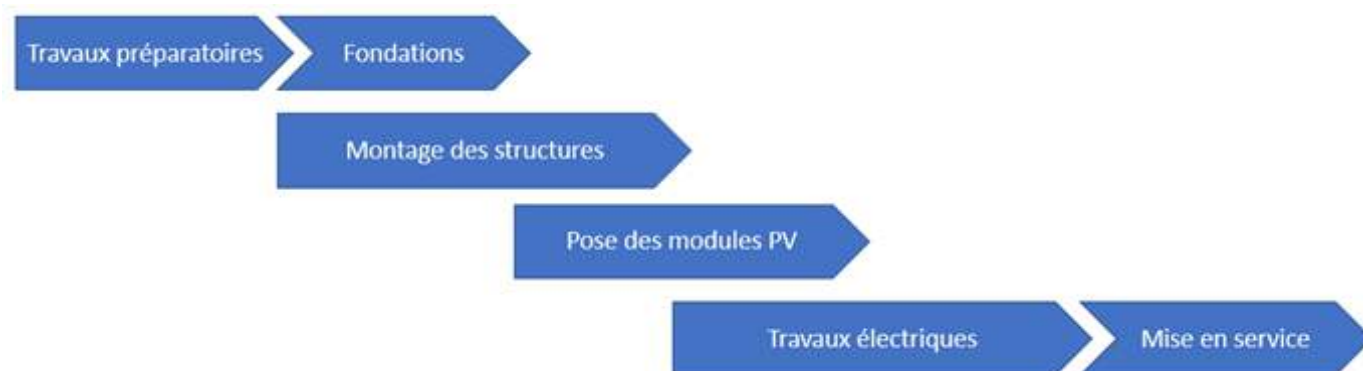 Travaux préparatoires
Fondations
Montage des structures
Pose des modules PV
Travaux électriques
Mise en service